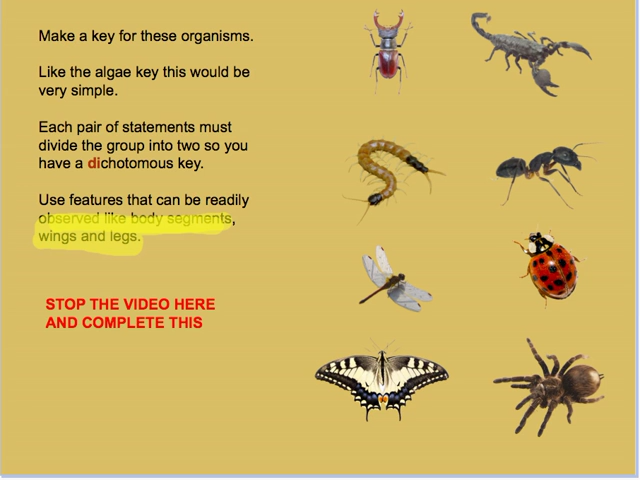 Make a key for these organisms.
Like the algae key this would be
very simple.
Each pair of statements must
divide the group into two so you
have a dichotomous key.
Use features that can be readily
observed like body segments,
wings and legs.
STOP THE VIDEO HERE
AND COMPLETE THIS